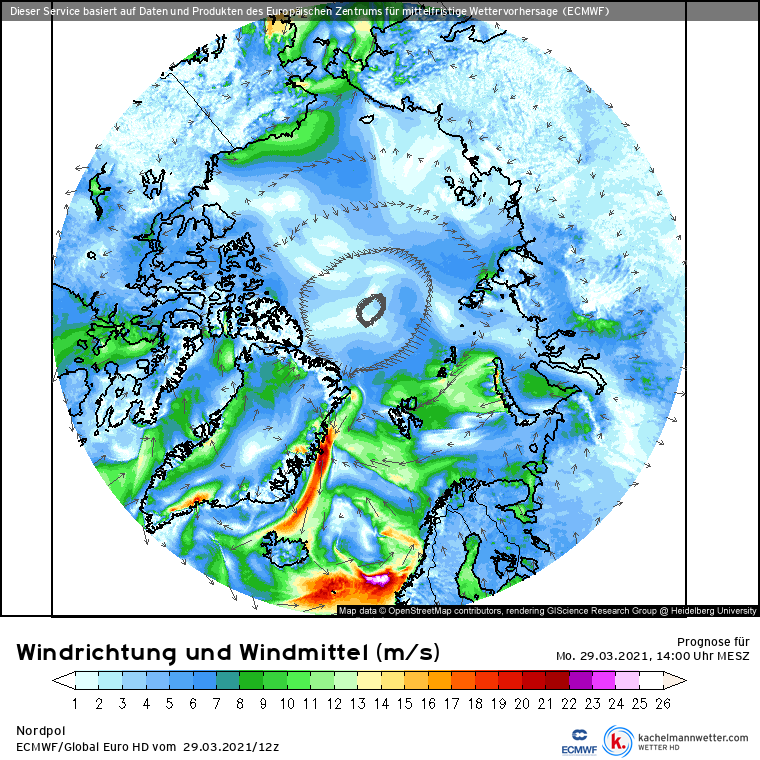 Dieser Service basiert auf Daten und Produkten des Europäischen Zentrums für mittelfristige Wettervorhersage (ECMWF)
Map data © OpenStreetMap contributors, rendering GIScience Research Group @ Heidelberg University
Windrichtung und Windmittel (m/s)
Prognose für
Mo. 29.03.2021, 14:00 Uhr MESZ
1 2 3 4 5 6 7 8 9 10 11 12 13 14 15 16 17 18 19 20 21 22 23 24 25 26
Nordpol
ECMWF/Global Euro HD vom 29.03.2021/12z
ECMWF
k.
kachelmannwetter.com
WETTER HD